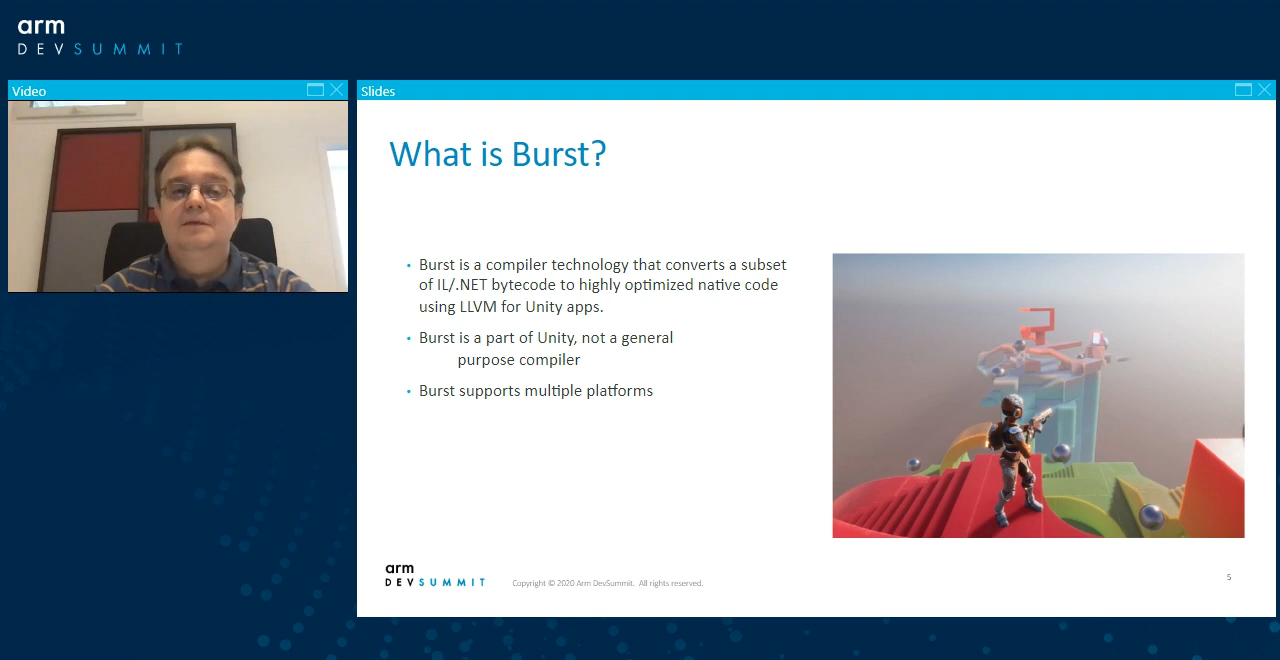 arm
DEVSUMMIT
Video
Slides
What is Burst?
• Burst is a compiler technology that converts a subset
of IL/.NET bytecode to highly optimized native code
using LLVM for Unity apps.
• Burst is a part of Unity, not a general
purpose compiler
• Burst supports multiple platforms
arm
DEVSUMMIT
Copyright © 2020 Arm DevSummit. All rights reserved.
5